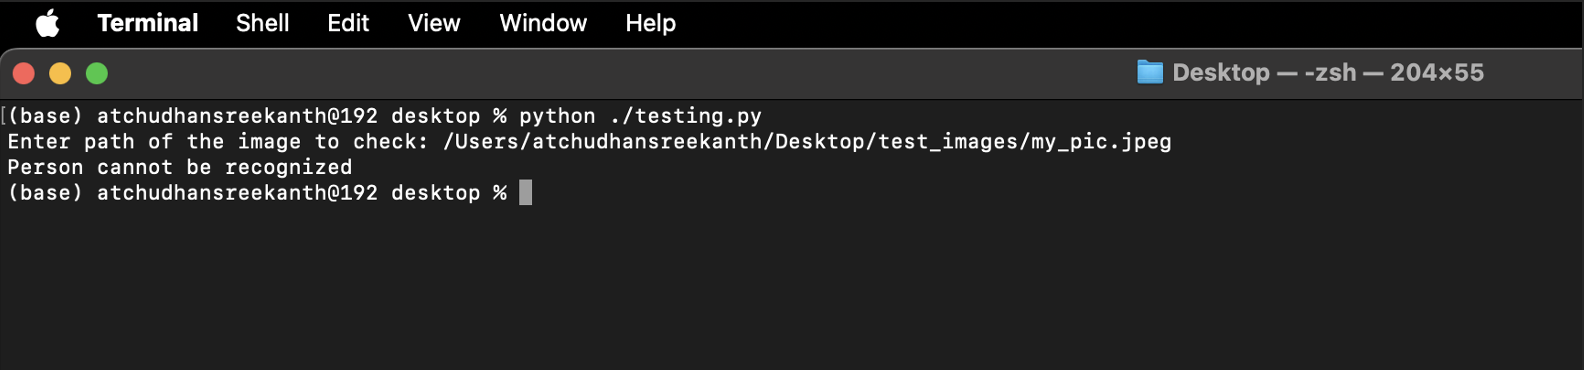 Terminal Shell Edit View Window Help
Desktop — -zsh — 204×55
[(base) atchudhansreekanth@192 desktop % python ./testing.py
Enter path of the image to check: /Users/atchudhansreekanth/Desktop/test_images/my_pic.jpeg
Person cannot be recognized
(base) atchudhansreekanth@192 desktop %